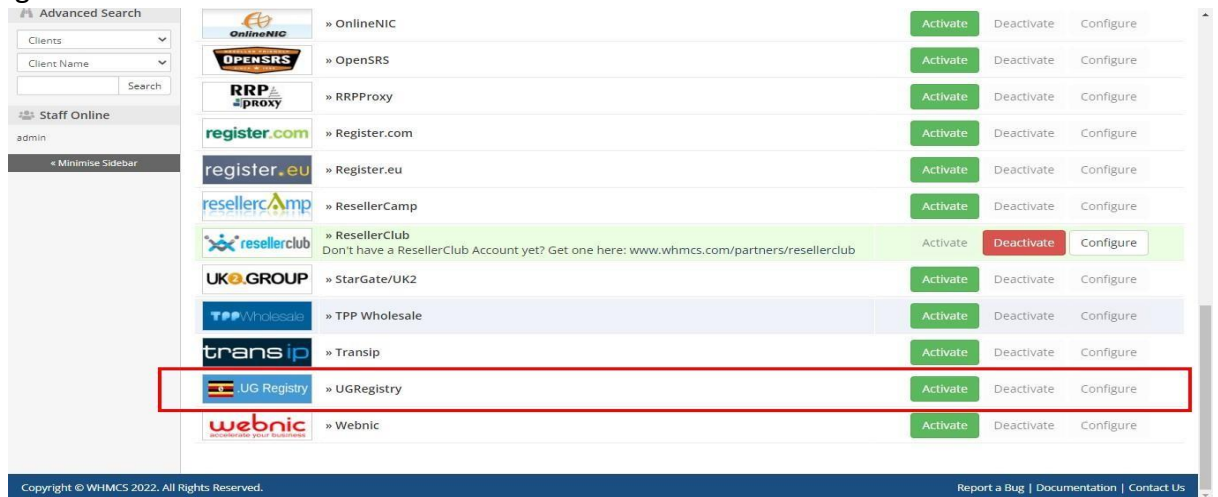 Advanced Search
Clients
Client Name
Search
Staff Online
admin
« Minimise Sidebar
OnlineNIC » OnlineNIC Activate Deactivate Configure
OPENSRS » OpenSRS Activate Deactivate Configure
RRP proxy » RRPProxy Activate Deactivate Configure
register.com » Register.com Activate Deactivate Configure
register.eu » Register.eu Activate Deactivate Configure
resellercamp » ResellerCamp Activate Deactivate Configure
resellerclub » ResellerClub Activate Deactivate Configure
Don't have a ResellerClub Account yet? Get one here: www.whmcs.com/partners/resellerclub
UK2.GROUP » StarGate/UK2 Activate Deactivate Configure
TPPWholesale » TPP Wholesale Activate Deactivate Configure
transip » Transip Activate Deactivate Configure
.UG Registry » UGRegistry Activate Deactivate Configure
webnic » Webnic Activate Deactivate Configure
accelerate your business
Copyright © WHMCS 2022. All Rights Reserved. Report a Bug | Documentation | Contact Us